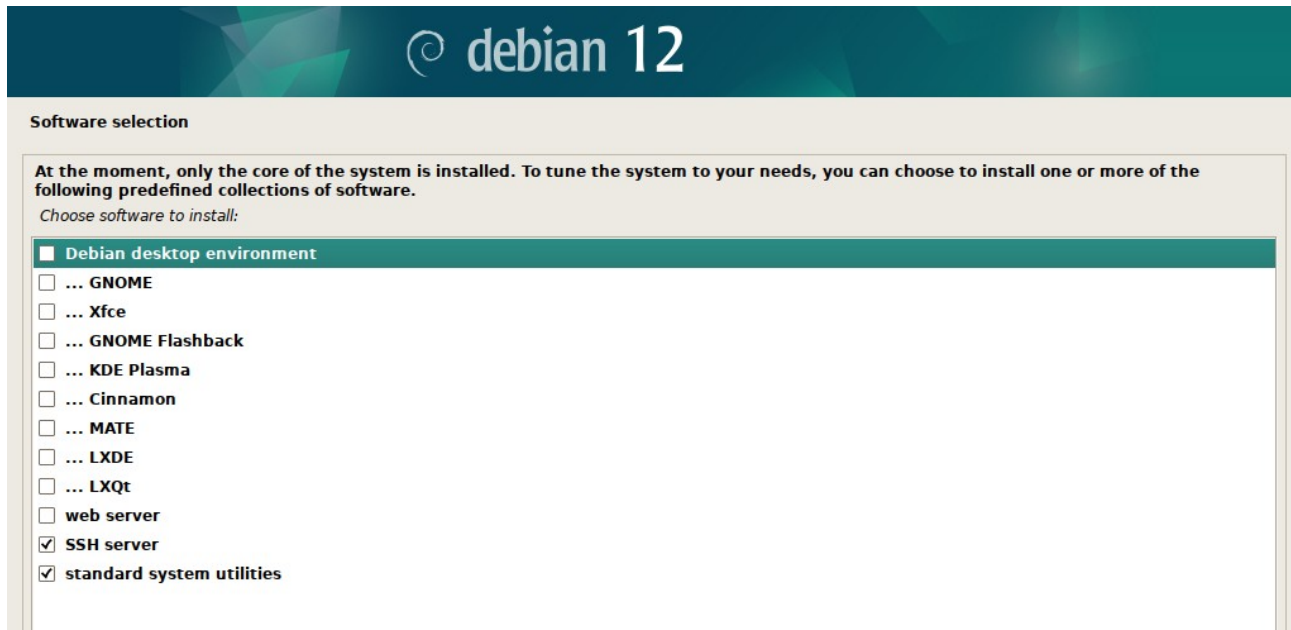 debian 12
Software selection
At the moment, only the core of the system is installed. To tune the system to your needs, you can choose to install one or more of the
following predefined collections of software.
Choose software to install:
Debian desktop environment
... GNOME
... Xfce
... GNOME Flashback
... KDE Plasma
... Cinnamon
... MATE
... LXDE
... LXQt
web server
SSH server
standard system utilities